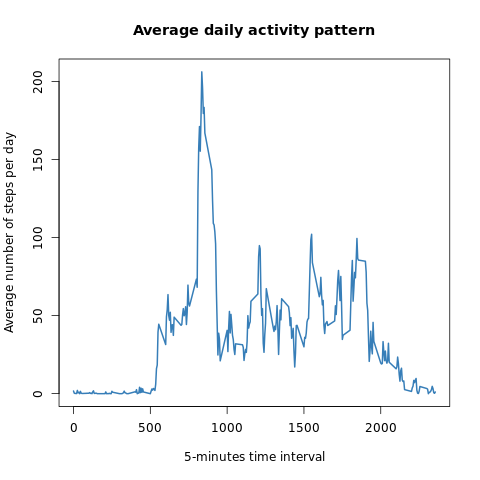 Average daily activity pattern
Average number of steps per day
200
150
100
50
0
0 500 1000 1500 2000
5-minutes time interval